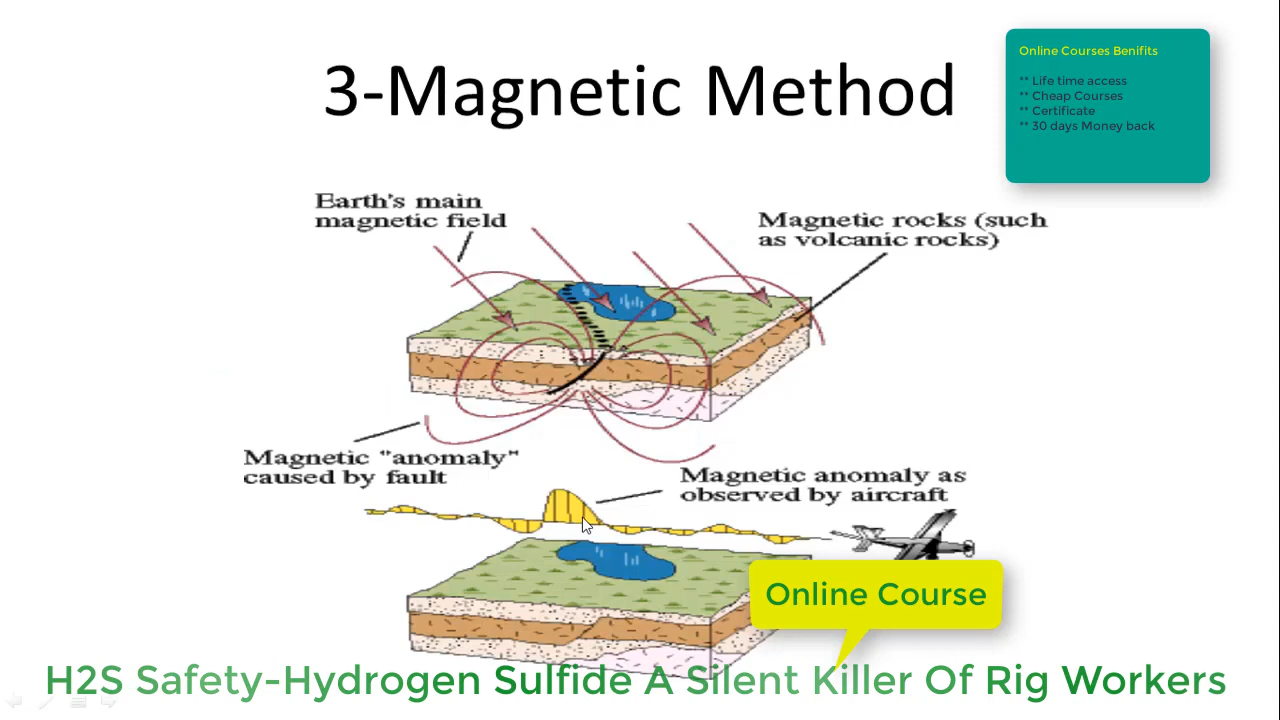 3-Magnetic Method
Online Courses Benifits
** Life time access
** Cheap Courses
** Certificate
** 30 days Money back
Earth's main
magnetic field
Magnetic rocks (such
as volcanic rocks)
Magnetic "anomaly"
caused by fault
Magnetic anomaly as
observed by aircraft
Online Course
H2S Safety-Hydrogen Sulfide A Silent Killer Of Rig Workers